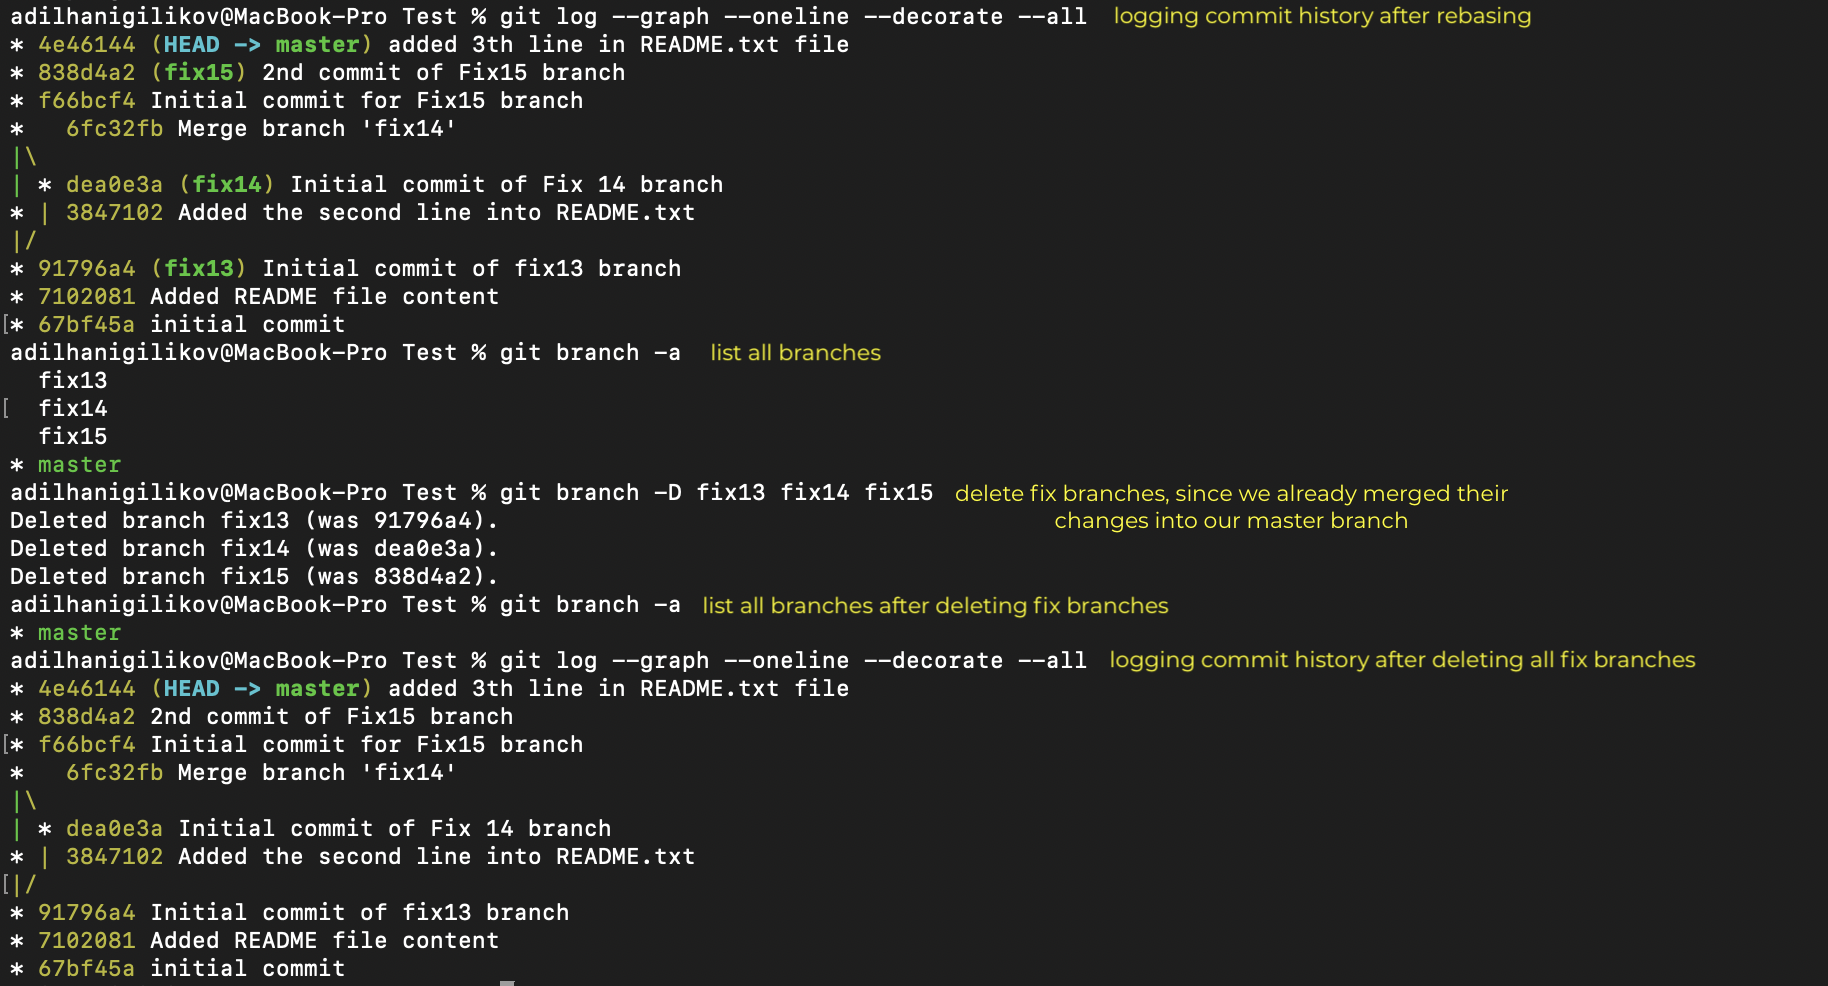 adilhanigilikov@MacBook-Pro Test % git log --graph --oneline --decorate --all    logging commit history after rebasing
* 4e46144 (HEAD -> master) added 3th line in README.txt file
* 838d4a2 (fix15) 2nd commit of Fix15 branch
* f66bcf4 Initial commit for Fix15 branch
*   6fc32fb Merge branch 'fix14'
|\
| * dea0e3a (fix14) Initial commit of Fix 14 branch
* | 3847102 Added the second line into README.txt
|/
* 91796a4 (fix13) Initial commit of fix13 branch
* 7102081 Added README file content
[* 67bf45a initial commit
adilhanigilikov@MacBook-Pro Test % git branch -a    list all branches
  fix13
[ fix14
  fix15
* master
adilhanigilikov@MacBook-Pro Test % git branch -D fix13 fix14 fix15    delete fix branches, since we already merged their
changes into our master branch
Deleted branch fix13 (was 91796a4).
Deleted branch fix14 (was dea0e3a).
Deleted branch fix15 (was 838d4a2).
adilhanigilikov@MacBook-Pro Test % git branch -a    list all branches after deleting fix branches
* master
adilhanigilikov@MacBook-Pro Test % git log --graph --oneline --decorate --all    logging commit history after deleting all fix branches
* 4e46144 (HEAD -> master) added 3th line in README.txt file
* 838d4a2 2nd commit of Fix15 branch
[* f66bcf4 Initial commit for Fix15 branch
*   6fc32fb Merge branch 'fix14'
|\
| * dea0e3a Initial commit of Fix 14 branch
* | 3847102 Added the second line into README.txt
[|/
* 91796a4 Initial commit of fix13 branch
* 7102081 Added README file content
* 67bf45a initial commit